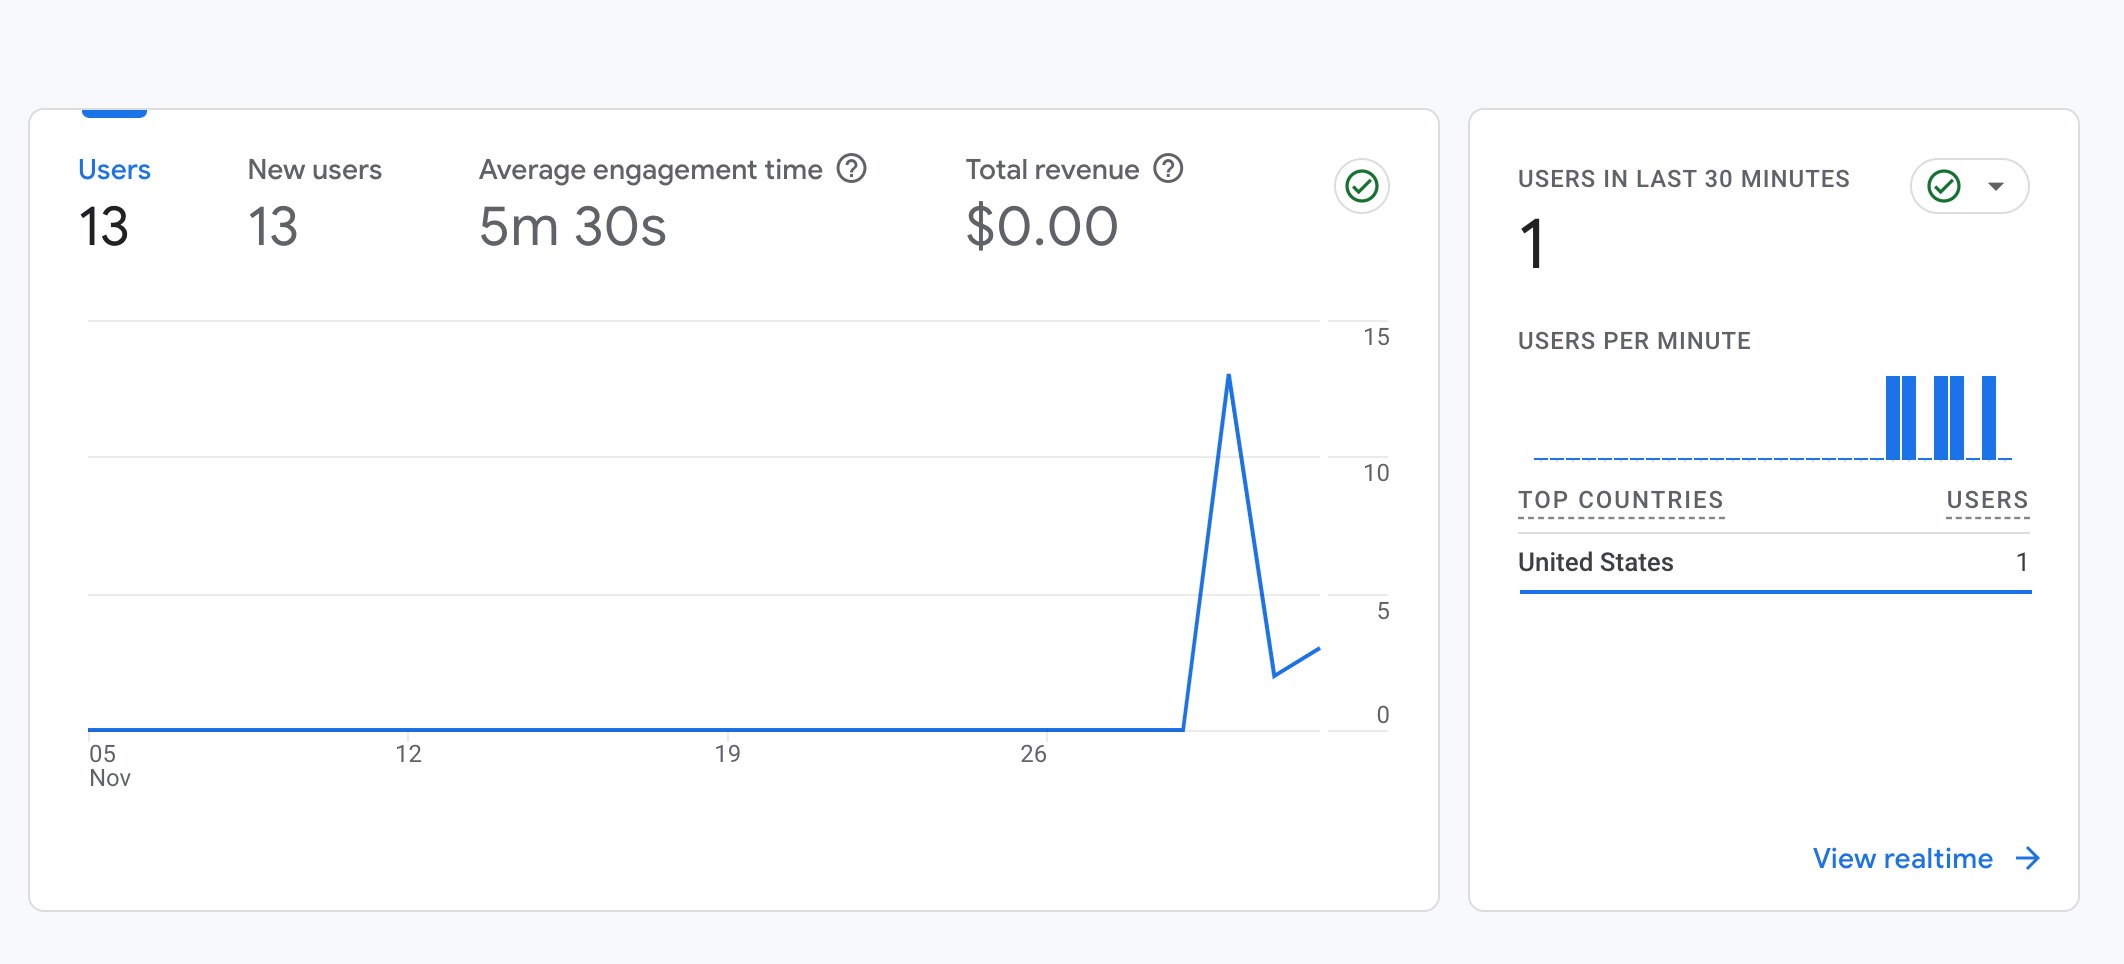 Users
13
New users
13
Average engagement time
5m 30s
Total revenue
$0.00
15
10
5
0
05
Nov
12
19
26
USERS IN LAST 30 MINUTES
1
USERS PER MINUTE
TOP COUNTRIES USERS
United States 1
View realtime